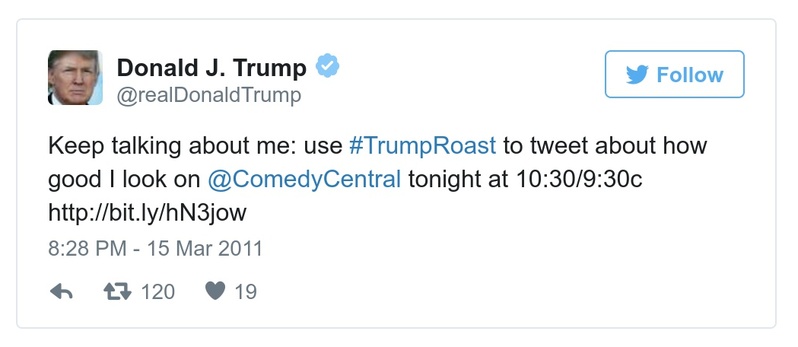 Donald J. Trump
@realDonaldTrump
Follow
Keep talking about me: use #TrumpRoast to tweet about how
good I look on @ComedyCentral tonight at 10:30/9:30c
http://bit.ly/hN3jow
8:28 PM - 15 Mar 2011
120 19